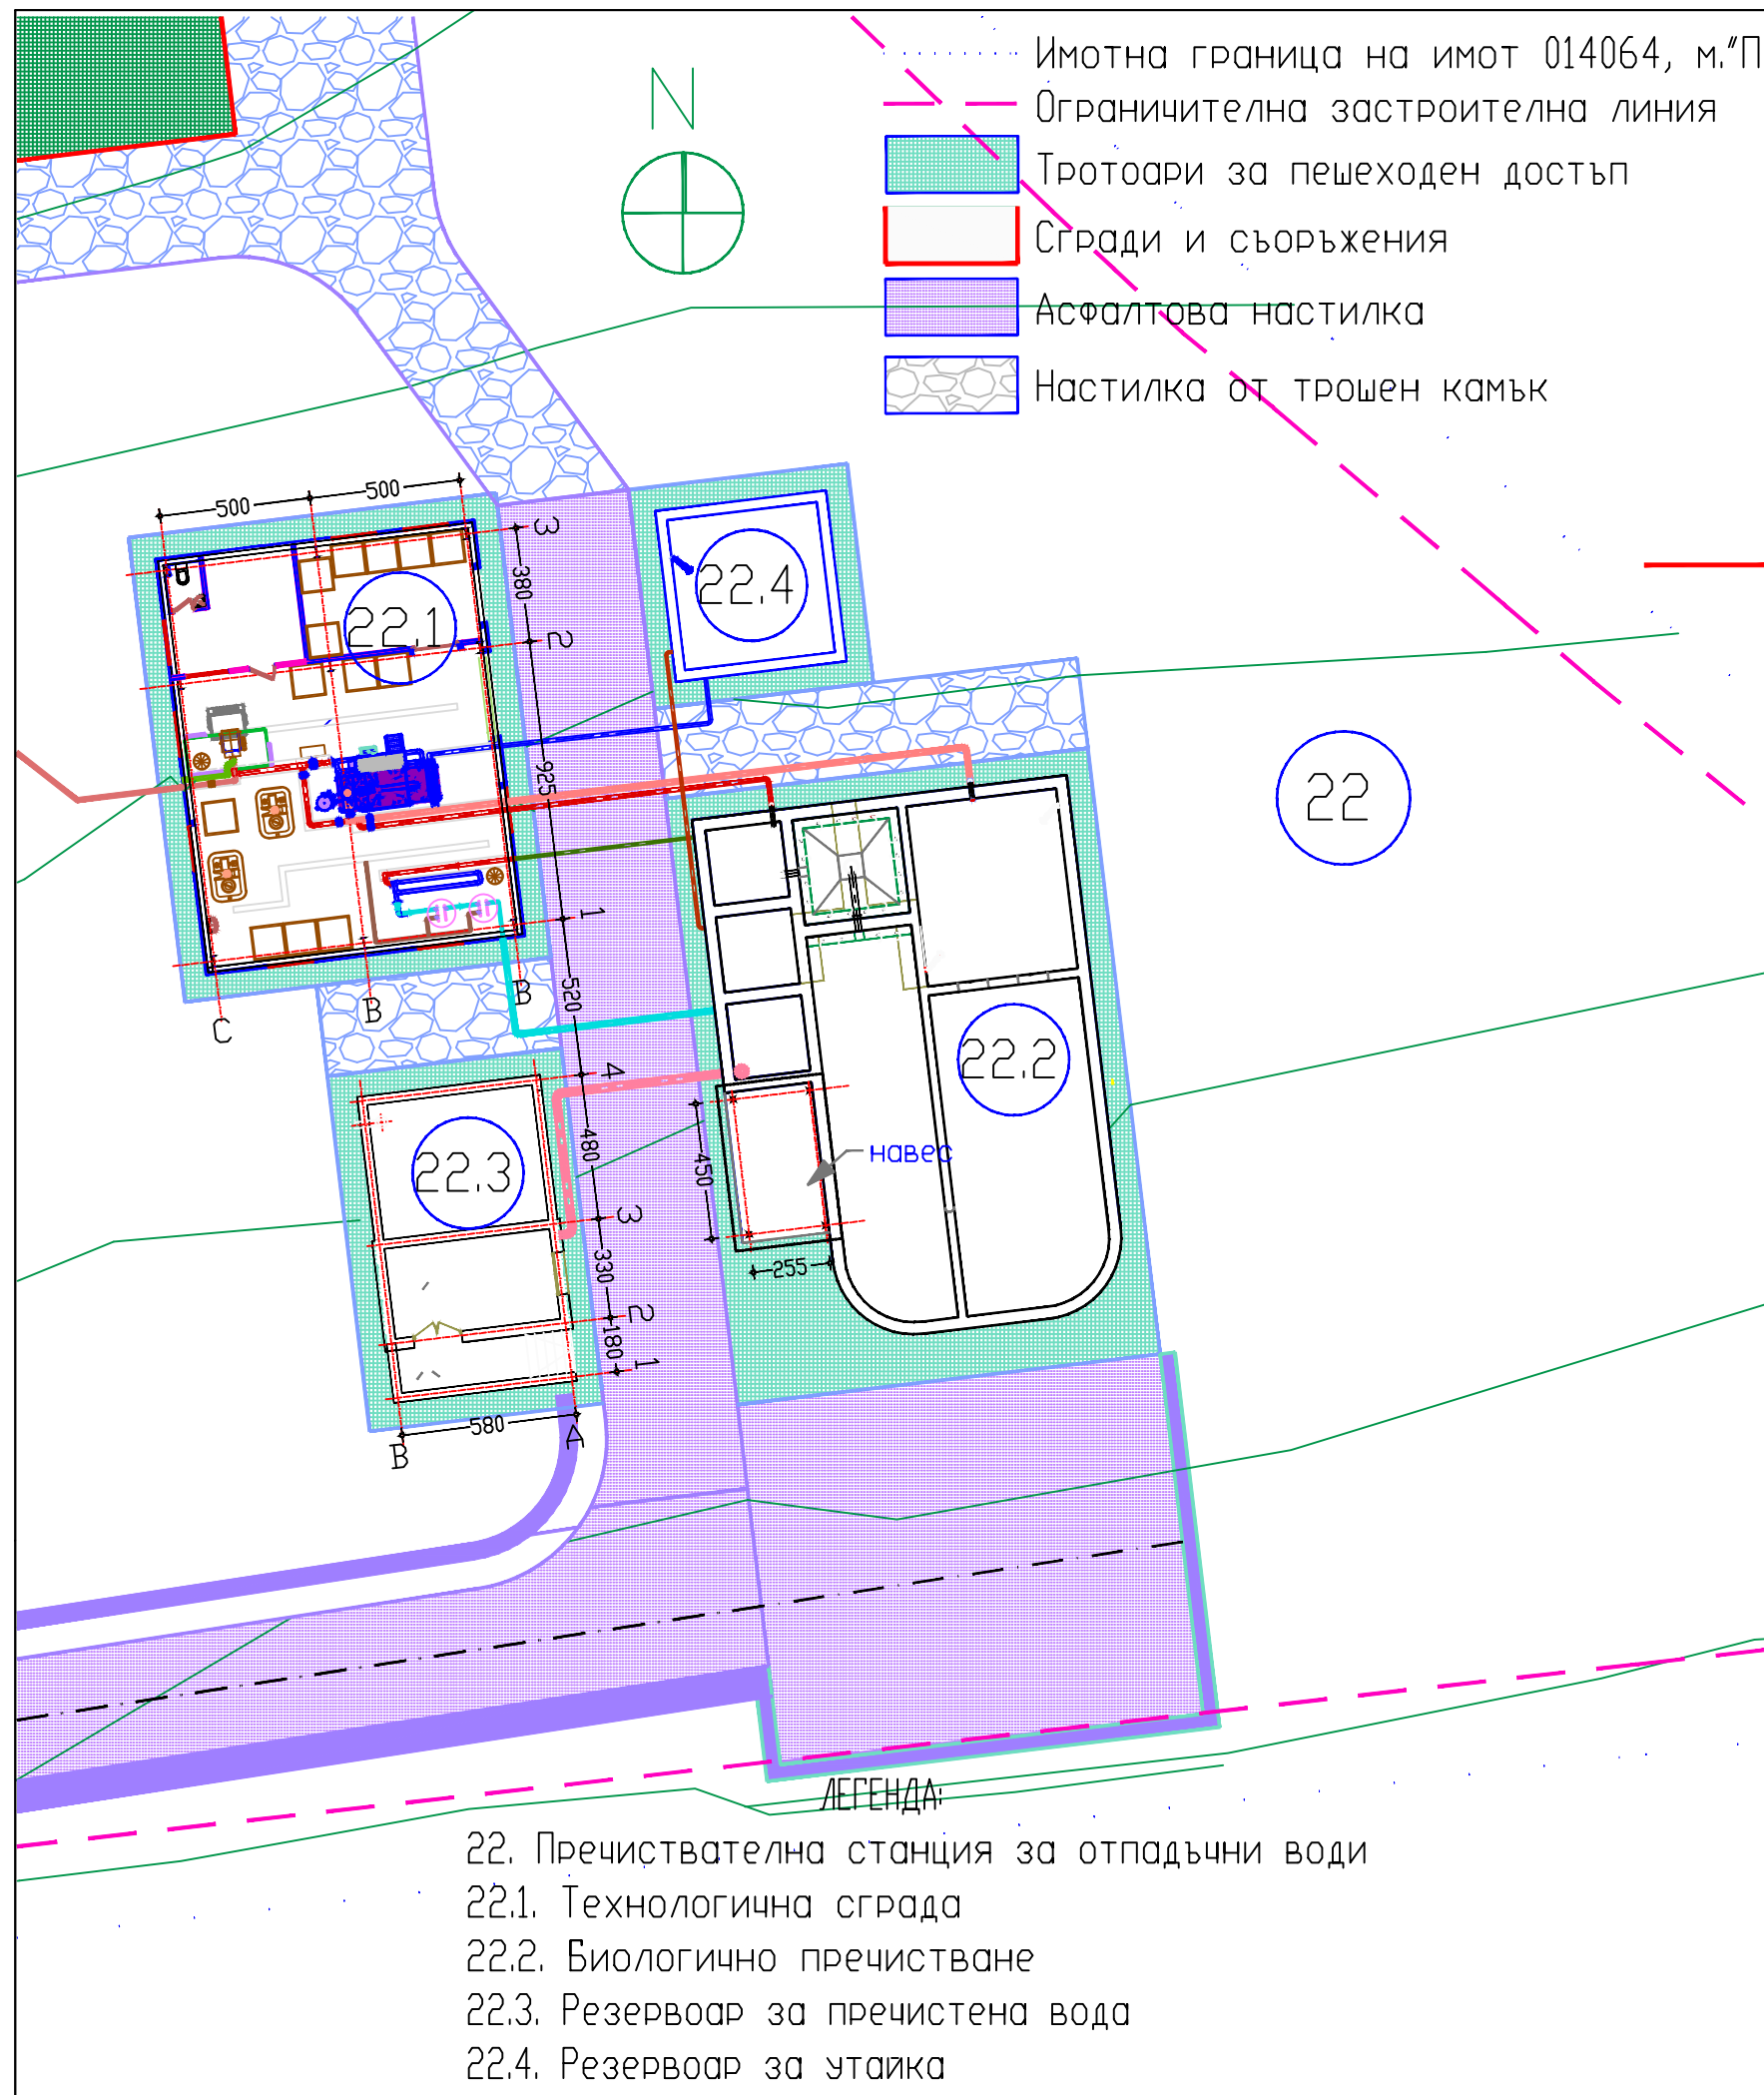 Имотна граница на имот 014064, м."П
N
Ограничителна застроителна линия
Тротоари за пешеходен достъп
Сгради и съоръжения
Асфалтова настилка
Настилка от трошен камък
500
500
3
380
22.4
22.1
2
925
22
1
520
B
B
C
22.2
4
480
450
навес
22.3
3
330
255
2
180
1
580
A
B
ЛЕГЕНДА:
22. Пречиствателна станция за отпадъчни води
22.1. Технологична сграда
22.2. Биологично пречистване
22.3. Резервоар за пречистена вода
22.4. Резервоар за утайка